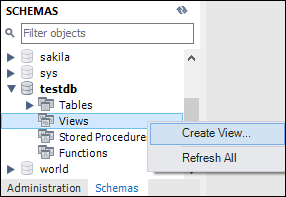 SCHEMAS
Filter objects
sakila
sys
testdb
Tables
Views
Create View...
Stored Procedure
Refresh All
Functions
world
Administration Schemas